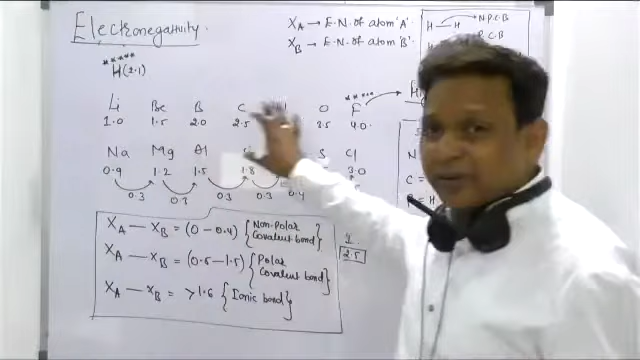 Electronegativity.
XA → E.N. of atom 'A'
XB → E.N. of atom 'B'.
H — H → N.P.C.B
P.C.B
*****
H(2.1)
Li Be B C O F
1.0 1.5 2.0 2.5 3.5 4.0
Na Mg Al S Cl
0.9 1.2 1.5 1.8 3.0
0.3 0.3 0.3 0.4
XA — XB = (0 – 0.4) {Non-Polar Covalent bond}
XA — XB = (0.5 – 1.5) {Polar Covalent bond}
XA — XB = > 1.6 {Ionic bond}
2.5